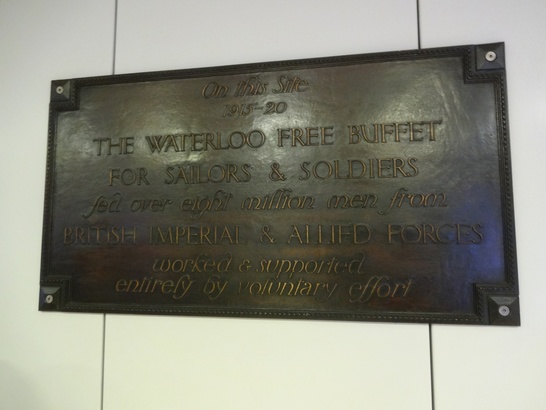 On this Site
1915-20
THE WATERLOO FREE BUFFET
FOR SAILORS & SOLDIERS
fed over eight million men from
BRITISH IMPERIAL & ALLIED FORCES
worked & supported
entirely by voluntary effort